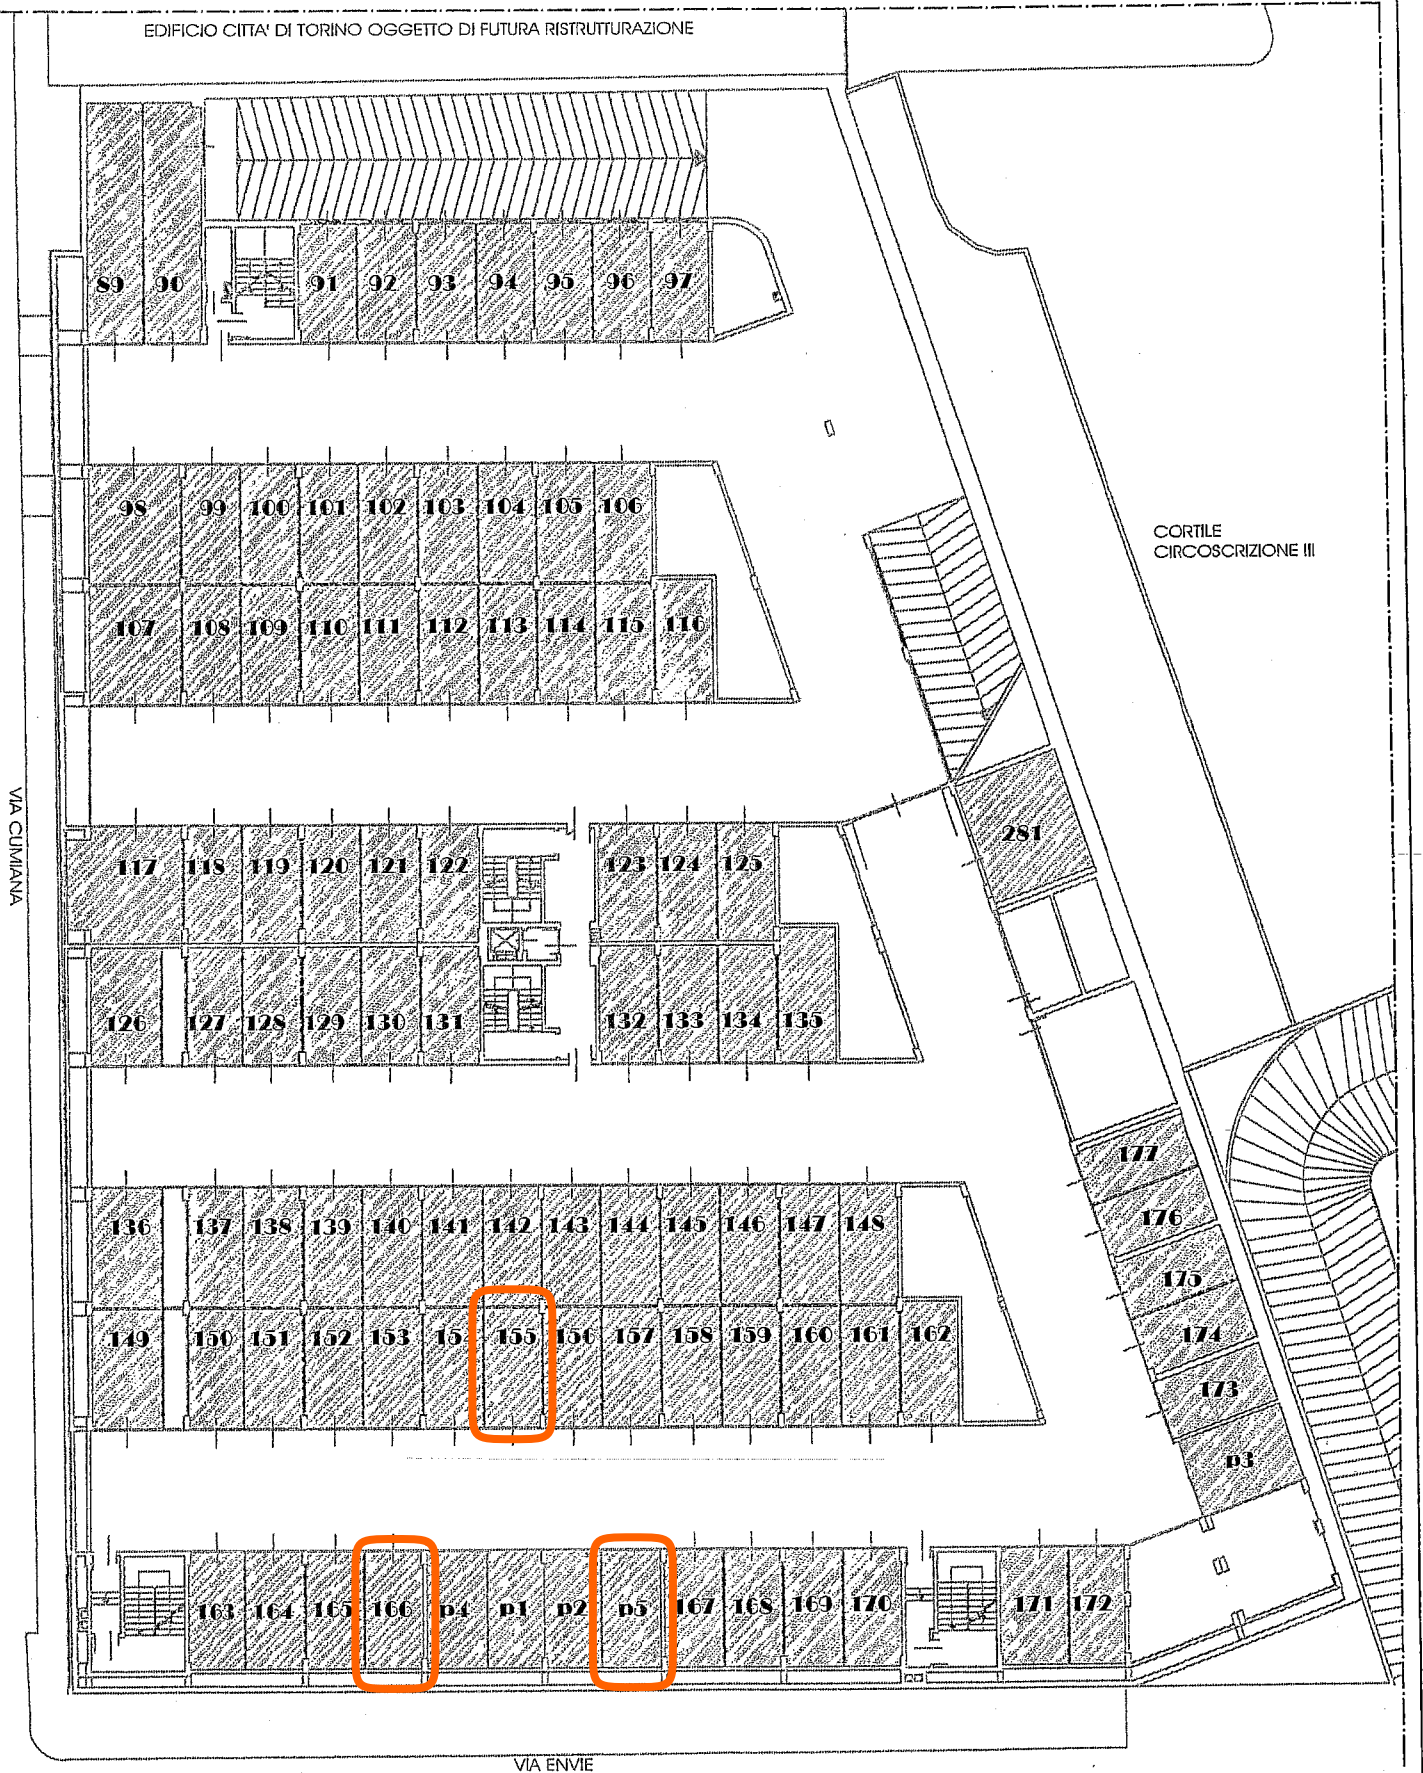 EDIFICIO CITTA' DI TORINO OGGETTO DI FUTURA RISTRUTTURAZIONE
89 90 91 92 93 94 95 96 97
98 99 100 101 102 103 104 105 106
CORTILE
CIRCOSCRIZIONE III
107 108 109 110 111 112 113 114 115 116
VIA CUMIANA
281
117 118 119 120 121 122 123 124 125
126 127 128 129 130 131 132 133 134 135
177
176
136 137 138 139 140 141 142 143 144 145 146 147 148
175
174
149 150 151 152 153 155 156 157 158 159 160 161 162
173
p3
163 164 165 166 p4 p1 p2 p5 167 168 169 170 171 172
VIA ENVIE